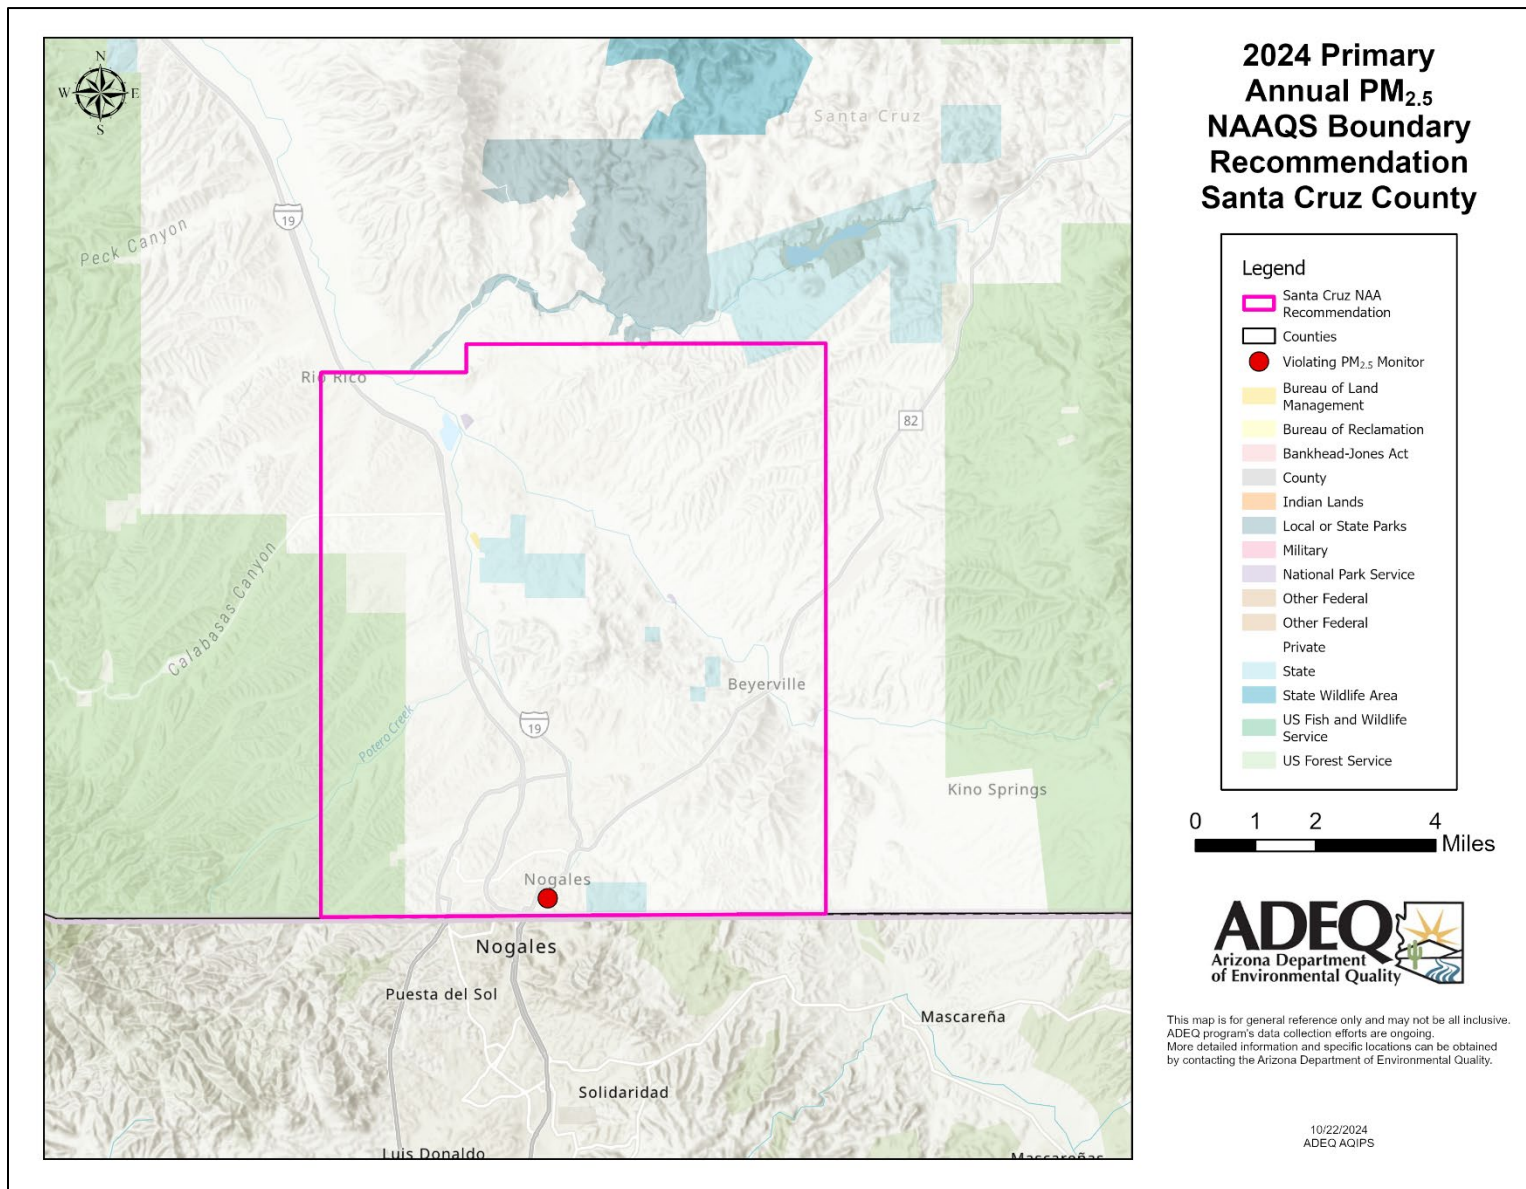 2024 Primary
Annual PM2.5
NAAQS Boundary
Recommendation
Santa Cruz County
N
W E
S
Santa Cruz
19
Peck Canyon
Rio Rico
82
Calabasas Canyon
Beyerville
Potero Creek
19
Kino Springs
Nogales
Nogales
Puesta del Sol
Mascareña
Solidaridad
Luis Donaldo
Mascareñas
Legend
Santa Cruz NAA
Recommendation
Counties
Violating PM2.5 Monitor
Bureau of Land
Management
Bureau of Reclamation
Bankhead-Jones Act
County
Indian Lands
Local or State Parks
Military
National Park Service
Other Federal
Other Federal
Private
State
State Wildlife Area
US Fish and Wildlife
Service
US Forest Service
0 1 2 4
Miles
ADEQ
Arizona Department
of Environmental Quality
This map is for general reference only and may not be all inclusive.
ADEQ program's data collection efforts are ongoing.
More detailed information and specific locations can be obtained
by contacting the Arizona Department of Environmental Quality.
10/22/2024
ADEQ AQIPS